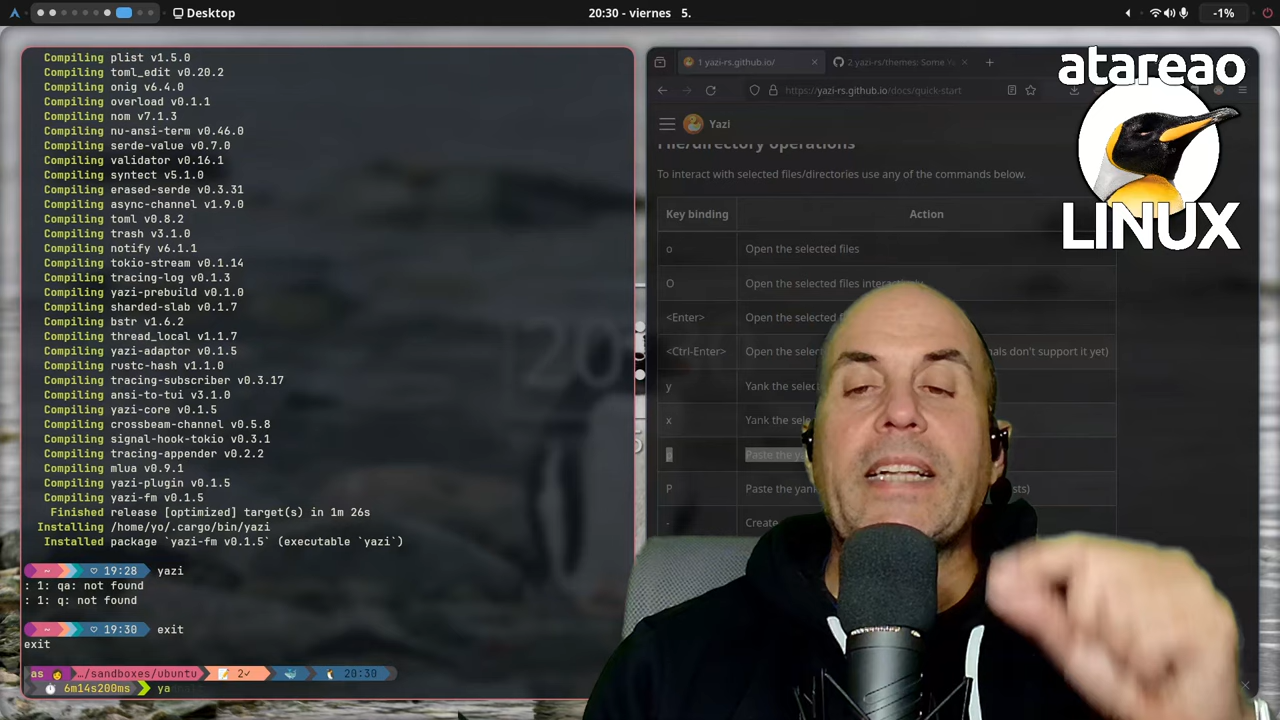 Desktop
20:30 - viernes 5.
-1%
Compiling plist v1.5.0
Compiling toml_edit v0.20.2
Compiling onig v6.4.0
Compiling overload v0.1.1
Compiling nom v7.1.3
Compiling nu-ansi-term v0.46.0
Compiling serde-value v0.7.0
Compiling validator v0.16.1
Compiling syntect v5.1.0
Compiling erased-serde v0.3.31
Compiling async-channel v1.9.0
Compiling toml v0.8.2
Compiling trash v3.1.0
Compiling notify v6.1.1
Compiling tokio-stream v0.1.14
Compiling tracing-log v0.1.3
Compiling yazi-prebuild v0.1.0
Compiling sharded-slab v0.1.7
Compiling bstr v1.6.2
Compiling thread_local v1.1.7
Compiling yazi-adaptor v0.1.5
Compiling rustc-hash v1.1.0
Compiling tracing-subscriber v0.3.17
Compiling ansi-to-tui v3.1.0
Compiling yazi-core v0.1.5
Compiling crossbeam-channel v0.5.8
Compiling signal-hook-tokio v0.3.1
Compiling tracing-appender v0.2.2
Compiling mlua v0.9.1
Compiling yazi-plugin v0.1.5
Compiling yazi-fm v0.1.5
Finished release [optimized] target(s) in 1m 26s
Installing /home/yo/.cargo/bin/yazi
Installed package `yazi-fm v0.1.5` (executable `yazi`)
~ ♡ 19:28 yazi
: 1: qa: not found
: 1: q: not found
~ ♡ 19:30 exit
exit
as …/sandboxes/ubuntu 2✓ 20:30
6m14s200ms ya
1 yazi-rs.github.io/
2 yazi-rs/themes: Some
https://yazi-rs.github.io/docs/quick-start
Yazi
File/directory operations
To interact with selected files/directories use any of the commands below.
Key binding Action
o Open the selected files
O Open the selected files interactively
<Enter> Open the selected
<Ctrl-Enter> Open the als don't support it yet)
y Yank the
x Yank the
p Paste the
P Paste the sts)
- Create
atareao
LINUX